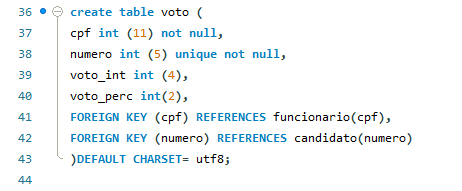 36 create table voto (
37 cpf int (11) not null,
38 numero int (5) unique not null,
39 voto_int int (4),
40 voto_perc int(2),
41 FOREIGN KEY (cpf) REFERENCES funcionario(cpf),
42 FOREIGN KEY (numero) REFERENCES candidato(numero)
43 )DEFAULT CHARSET= utf8;
44